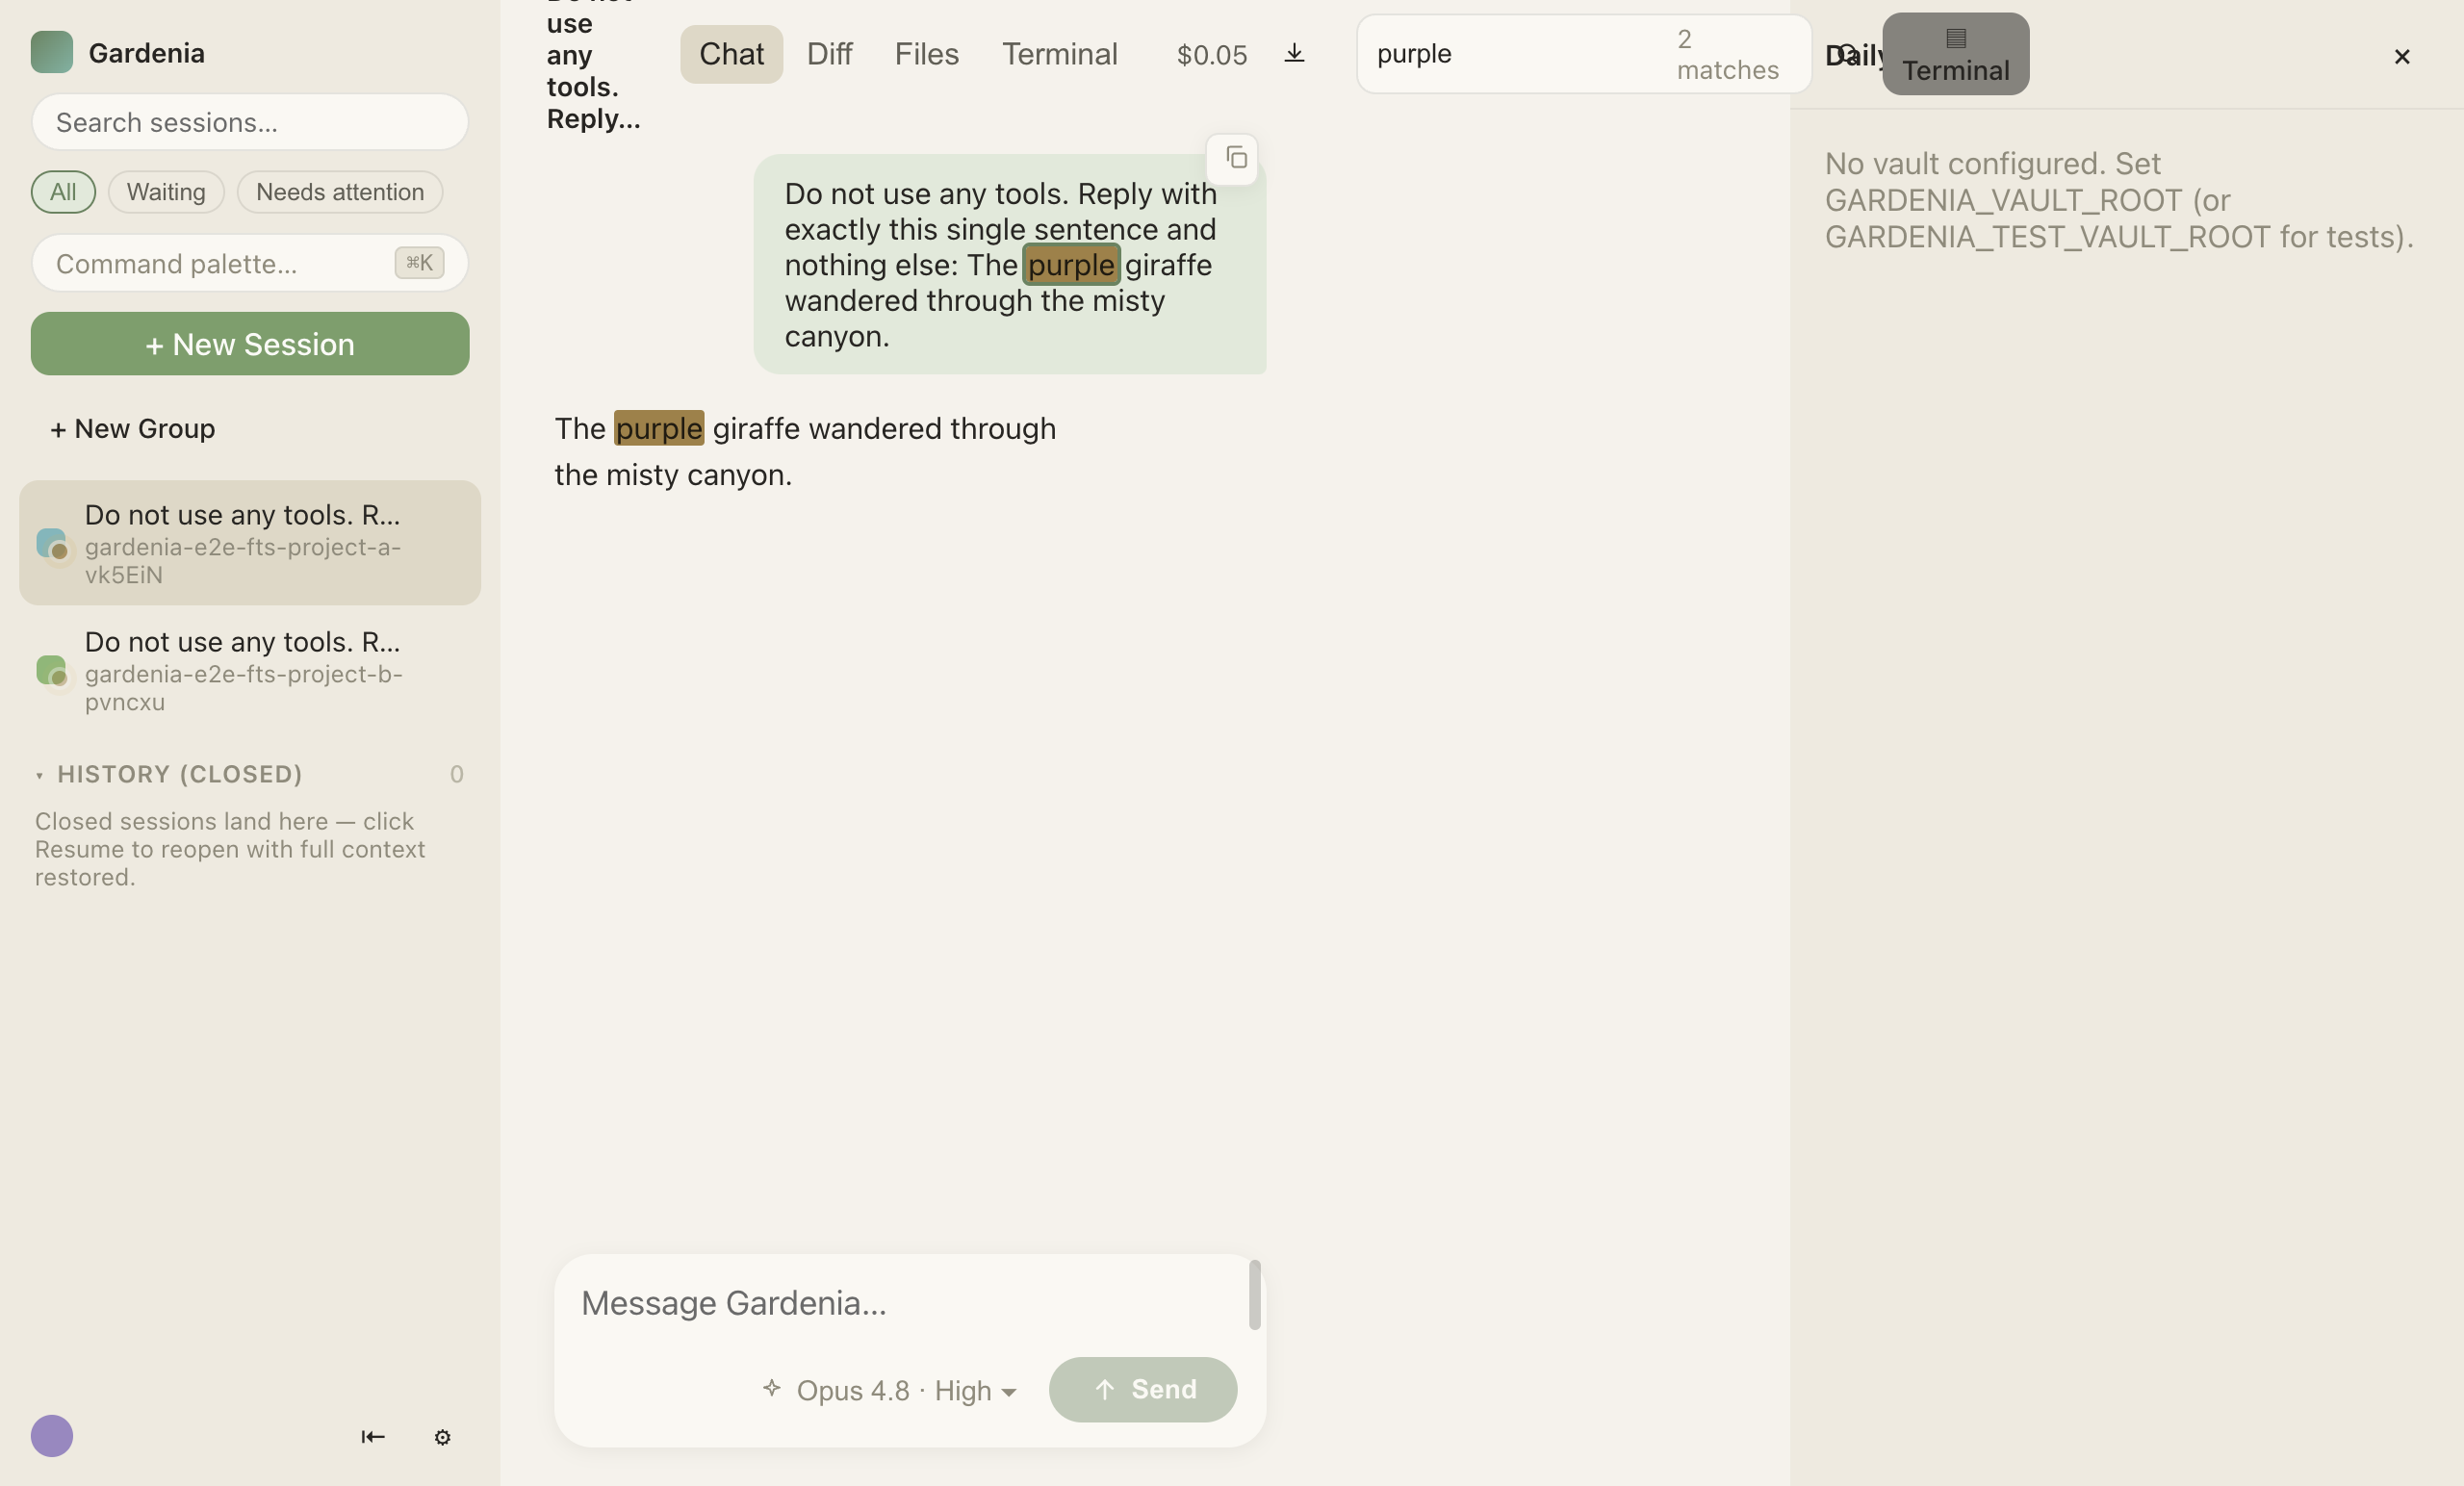 Gardenia
Search sessions...
All
Waiting
Needs attention
Command palette...
⌘K
+ New Session
+ New Group
Do not use any tools. R...
gardenia-e2e-fts-project-a-
vk5EiN
Do not use any tools. R...
gardenia-e2e-fts-project-b-
pvncxu
HISTORY (CLOSED)
0
Closed sessions land here — click
Resume to reopen with full context
restored.
use
any
tools.
Reply...
Chat
Diff
Files
Terminal
$0.05
purple
2
matches
Do not use any tools. Reply with
exactly this single sentence and
nothing else: The purple giraffe
wandered through the misty
canyon.
The purple giraffe wandered through
the misty canyon.
Message Gardenia...
Opus 4.8 · High
Send
Daily
Terminal
No vault configured. Set
GARDENIA_VAULT_ROOT (or
GARDENIA_TEST_VAULT_ROOT for tests).